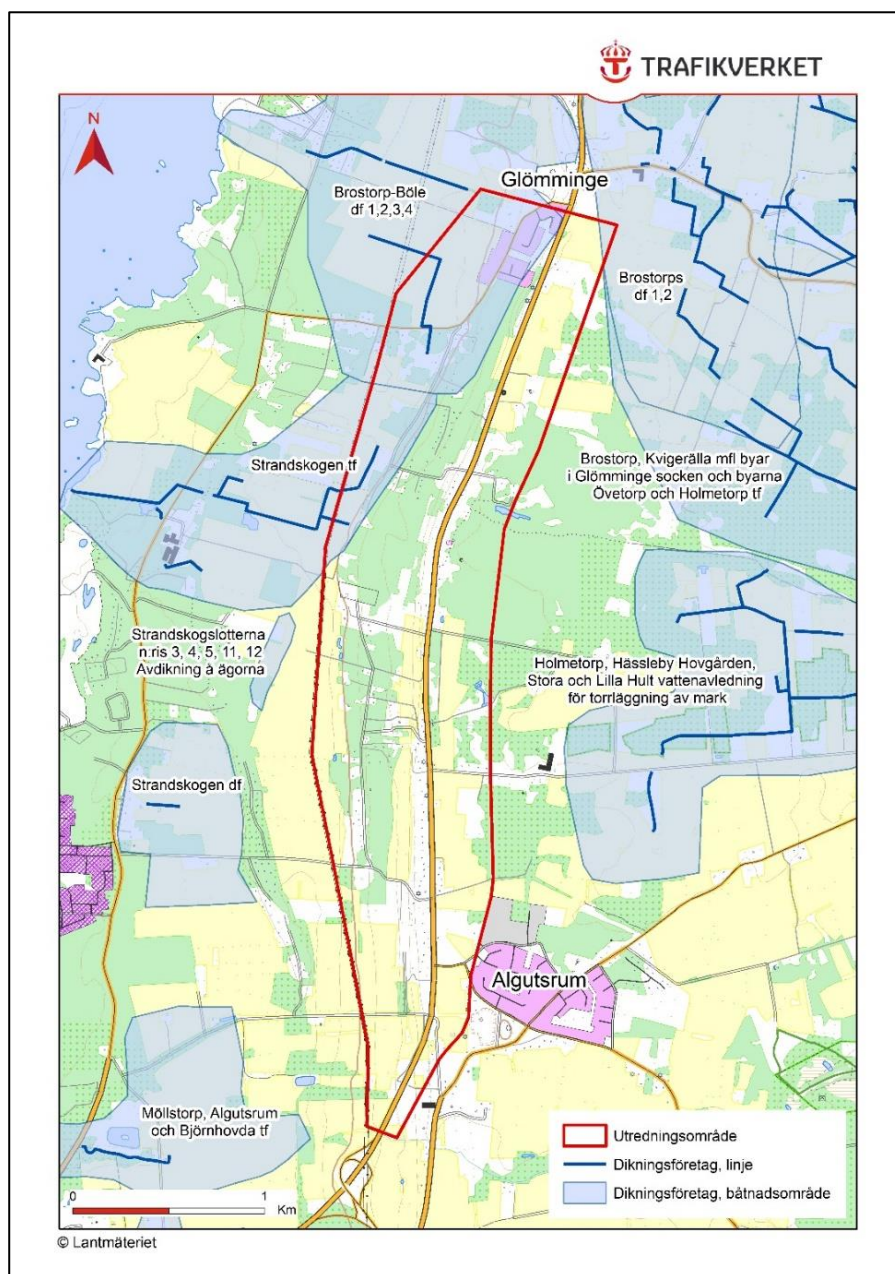 TRAFIKVERKET
N
Glömminge
Brostorp-Böle
df 1,2,3,4
Brostorps
df 1,2
Strandskogen tf
Brostorp, Kvigerälla mfl byar
i Glömminge socken och byarna
Övetorp och Holmetorp tf
Strandskogslotterna
n:ris 3, 4, 5, 11, 12
Avdikning å ägorna
Holmetorp, Hässleby Hovgården,
Stora och Lilla Hult vattenavledning
för torrläggning av mark
Strandskogen df
Algutsrum
Möllstorp, Algutsrum
och Björnhovda tf
Utredningsområde
Dikningsföretag, linje
Dikningsföretag, båtnadsområde
0 1
Km
© Lantmäteriet